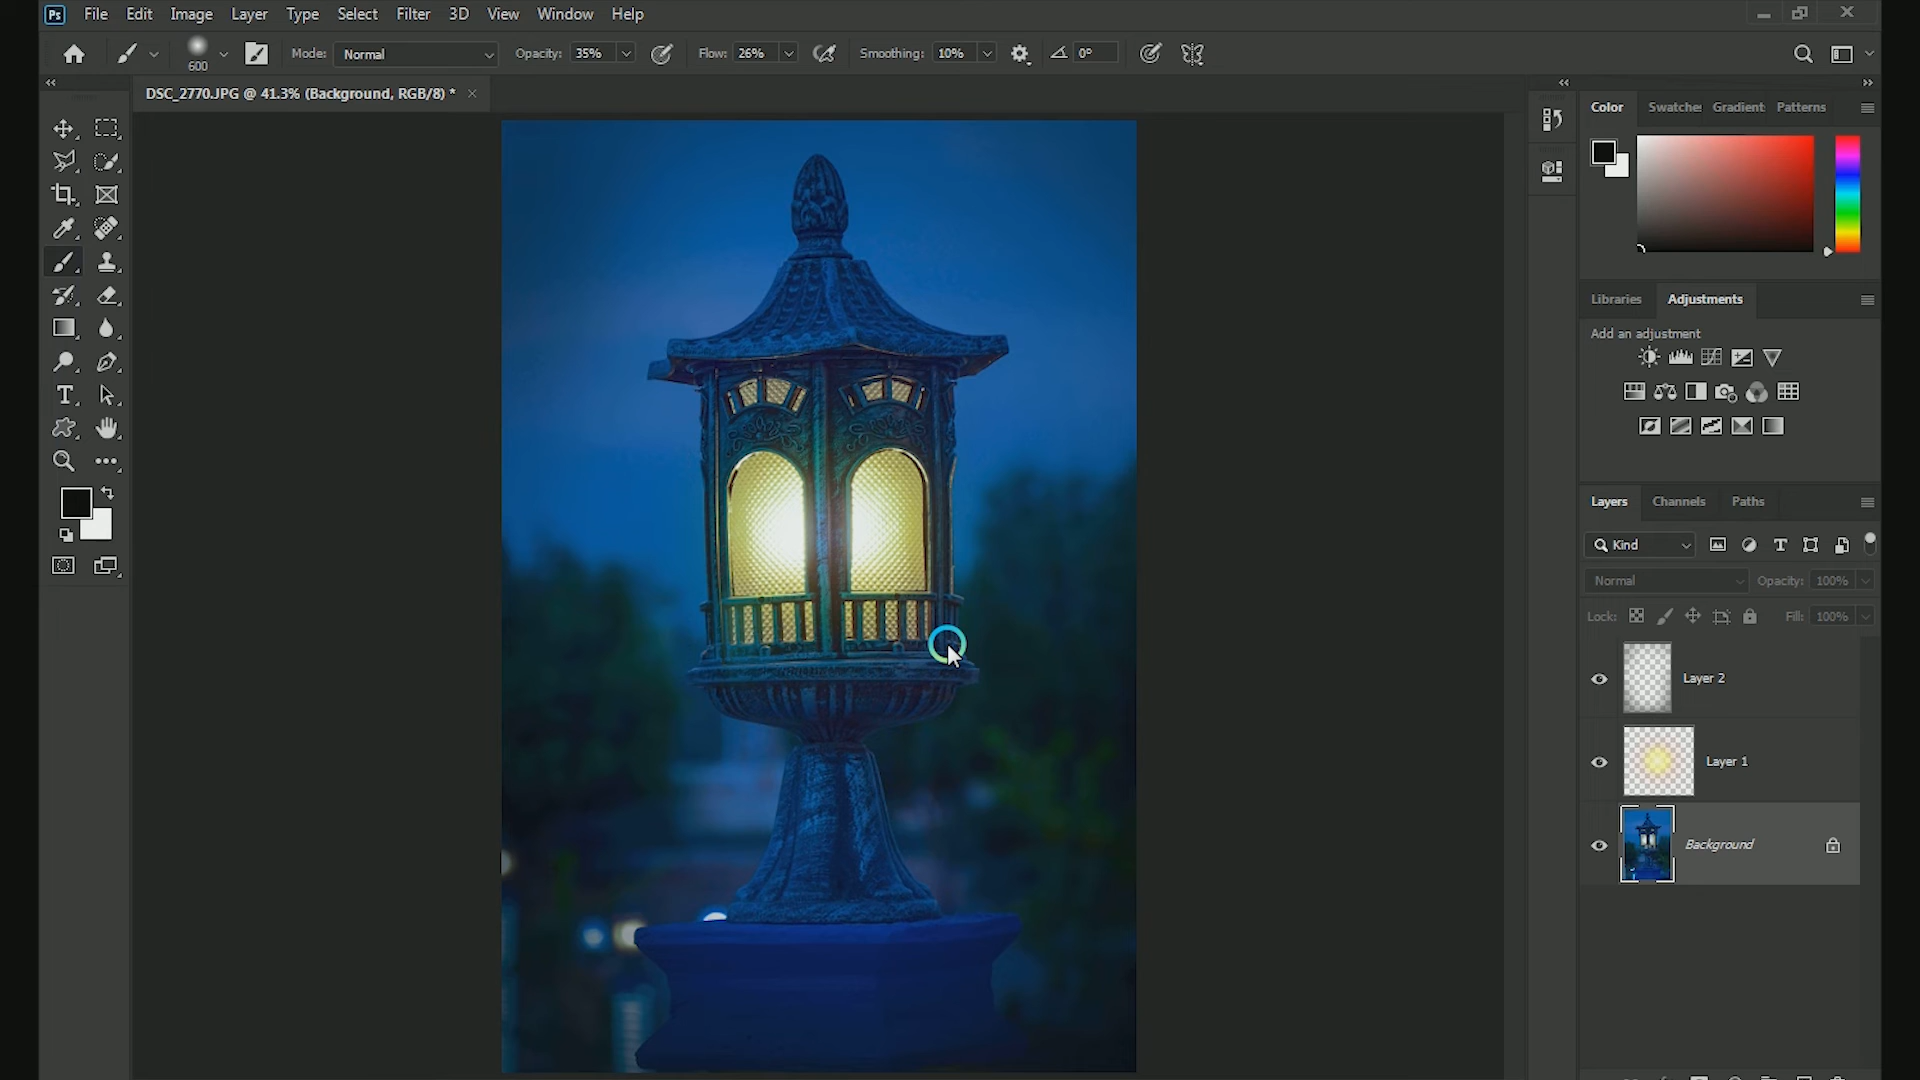 Ps File Edit Image Layer Type Select Filter 3D View Window Help
600 Mode: Normal Opacity: 35% Flow: 26% Smoothing: 10% 0°
DSC_2770.JPG @ 41.3% (Background, RGB/8) *
Color Swatches Gradient Patterns
Libraries Adjustments
Add an adjustment
Layers Channels Paths
Kind
Normal Opacity: 100%
Lock: Fill: 100%
Layer 2
Layer 1
Background